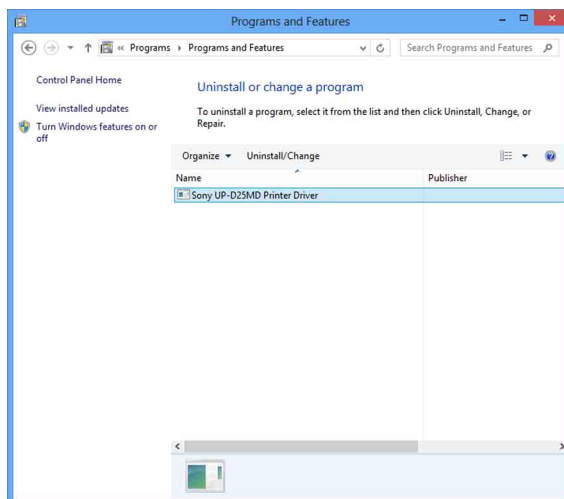 Programs and Features
« Programs ▸ Programs and Features
Search Programs and Features
Control Panel Home
View installed updates
Turn Windows features on or
off
Uninstall or change a program
To uninstall a program, select it from the list and then click Uninstall, Change, or
Repair.
Organize Uninstall/Change
Name Publisher
Sony UP-D25MD Printer Driver